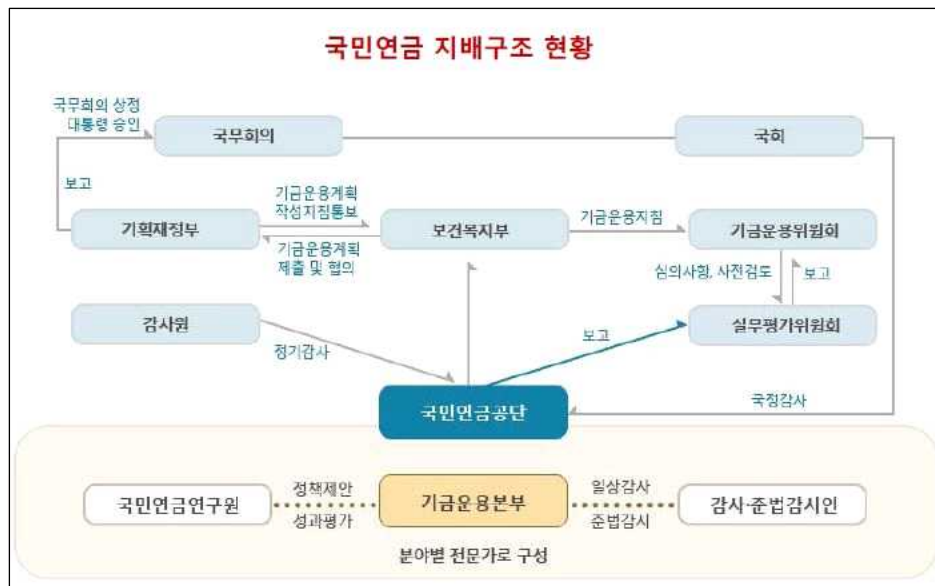 국민연금 지배구조 현황
국무회의 상정
대통령 승인
국무회의
국회
보고
기획재정부
기금운용계획
작성지침통보
기금운용계획
제출 및 협의
보건복지부
기금운용지침
기금운용위원회
심의사항, 사전검토
보고
감사원
정기감사
보고
실무평가위원회
국민연금공단
국정감사
국민연금연구원
정책제안
성과평가
기금운용본부
일상감사
준법감시
감사·준법감시인
분야별 전문가로 구성